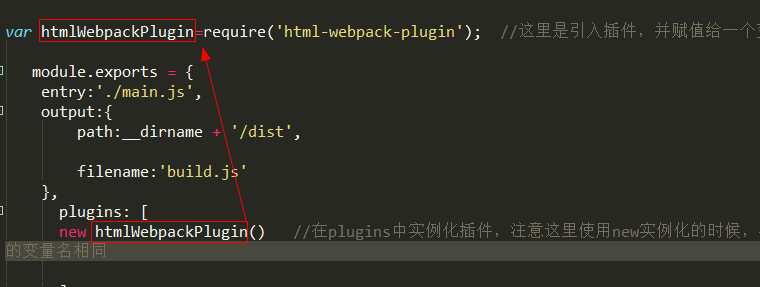 var htmlWebpackPlugin=require('html-webpack-plugin');  //这里是引入插件，并赋值给一个
module.exports = {
entry:'./main.js',
output:{
path:__dirname + '/dist',
filename:'build.js'
},
plugins: [
new htmlWebpackPlugin()  //在plugins中实例化插件，注意这里使用new实例化的时候，
的变量名相同